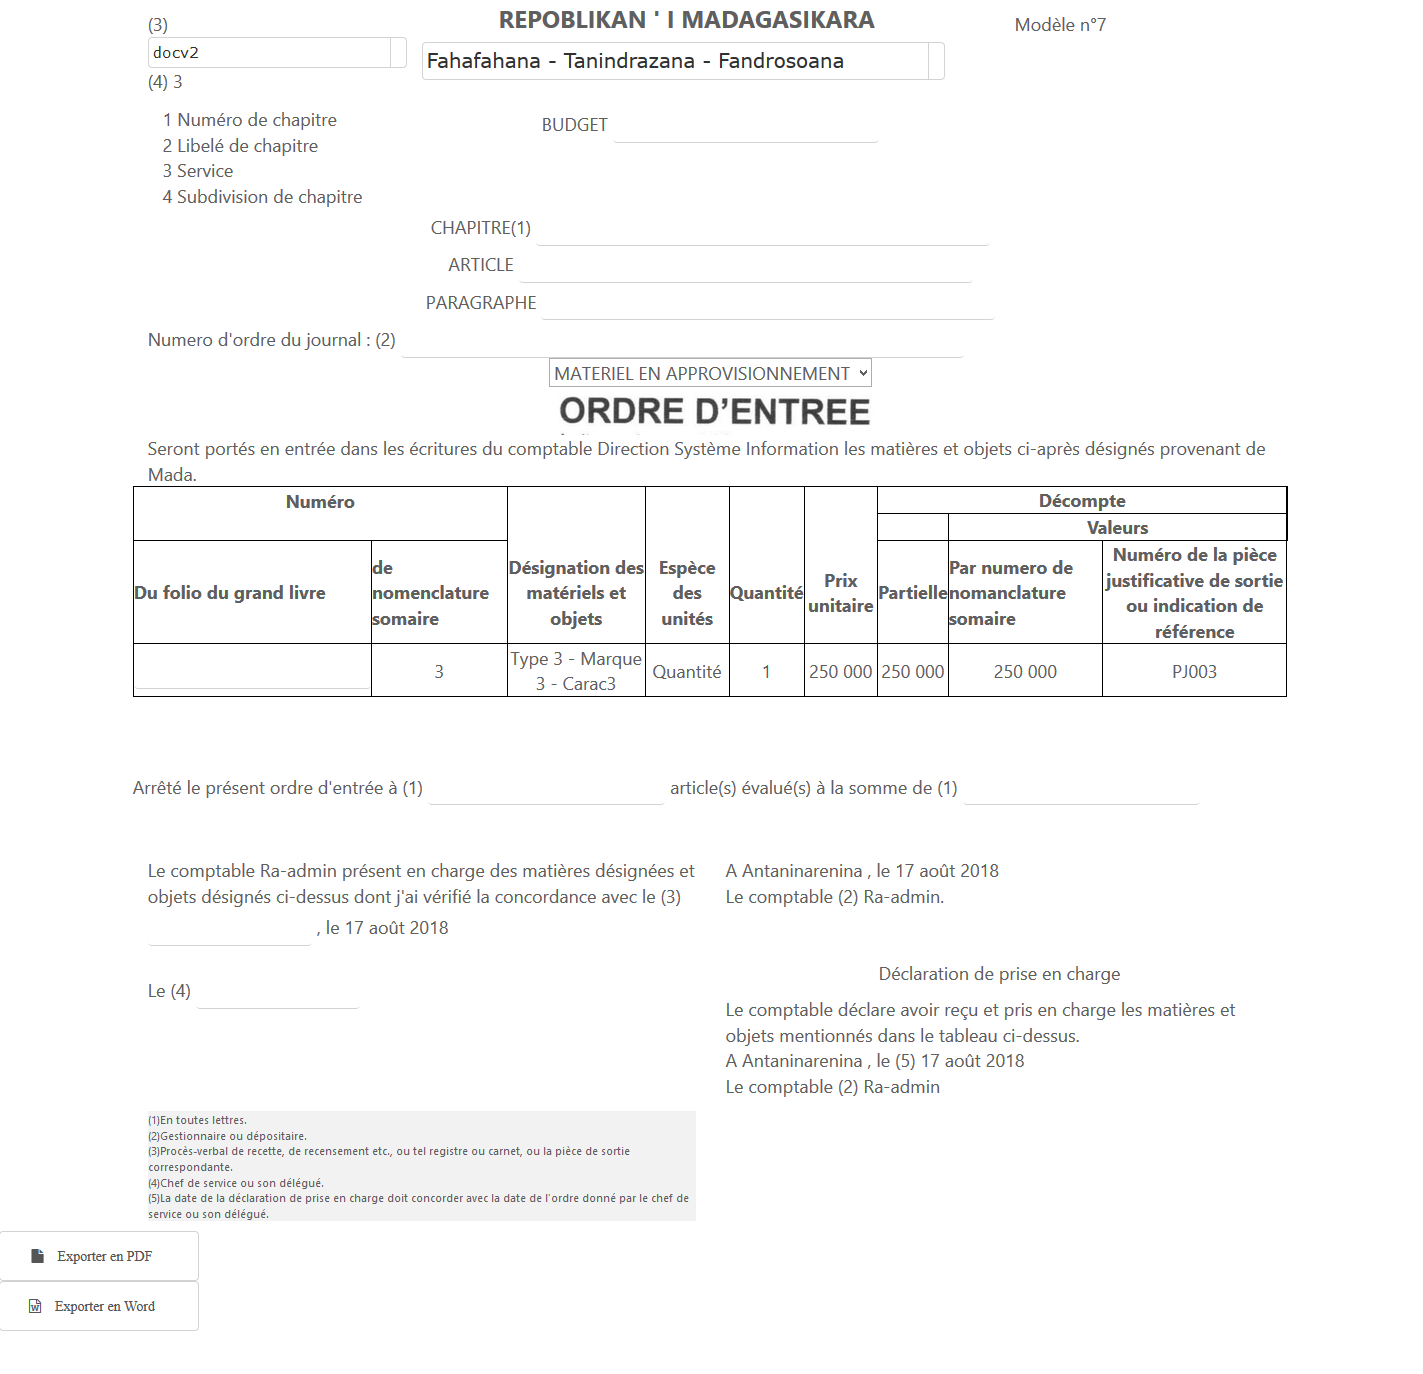 (3)
REPOBLIKAN ' I MADAGASIKARA
Modèle n°7
docv2
Fahafahana - Tanindrazana - Fandrosoana
(4) 3
1 Numéro de chapitre
2 Libelé de chapitre
3 Service
4 Subdivision de chapitre
BUDGET
CHAPITRE(1)
ARTICLE
PARAGRAPHE
Numero d'ordre du journal : (2)
MATERIEL EN APPROVISIONNEMENT
ORDRE D'ENTREE
Seront portés en entrée dans les écritures du comptable Direction Système Information les matières et objets ci-après désignés provenant de
Mada.
Numéro
Décompte
Valeurs
Du folio du grand livre
de
nomenclature
somaire
Désignation des
matériels et
objets
Espèce
des
unités
Quantité
Prix
unitaire
Partielle
Par numero de
nomanclature
somaire
Numéro de la pièce
justificative de sortie
ou indication de
référence
3
Type 3 - Marque
3 - Carac3
Quantité
1
250 000
250 000
250 000
PJ003
Arrêté le présent ordre d'entrée à (1) article(s) évalué(s) à la somme de (1)
Le comptable Ra-admin présent en charge des matières désignées et
objets désignés ci-dessus dont j'ai vérifié la concordance avec le (3)
, le 17 août 2018
Le (4)
A Antaninarenina , le 17 août 2018
Le comptable (2) Ra-admin.
Déclaration de prise en charge
Le comptable déclare avoir reçu et pris en charge les matières et
objets mentionnés dans le tableau ci-dessus.
A Antaninarenina , le (5) 17 août 2018
Le comptable (2) Ra-admin
(1)En toutes lettres.
(2)Gestionnaire ou dépositaire.
(3)Procès-verbal de recette, de recensement etc., ou tel registre ou carnet, ou la pièce de sortie
correspondante.
(4)Chef de service ou son délégué.
(5)La date de la déclaration de prise en charge doit concorder avec la date de l'ordre donné par le chef de
service ou son délégué.
Exporter en PDF
Exporter en Word